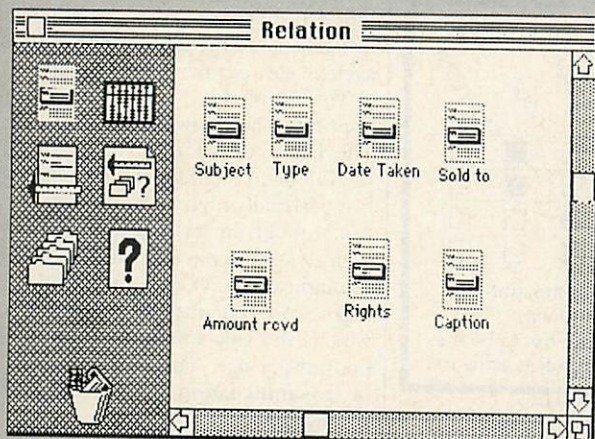 Relation
Subject Type Date Taken Sold to
Amount rcvd Rights Caption
?
?